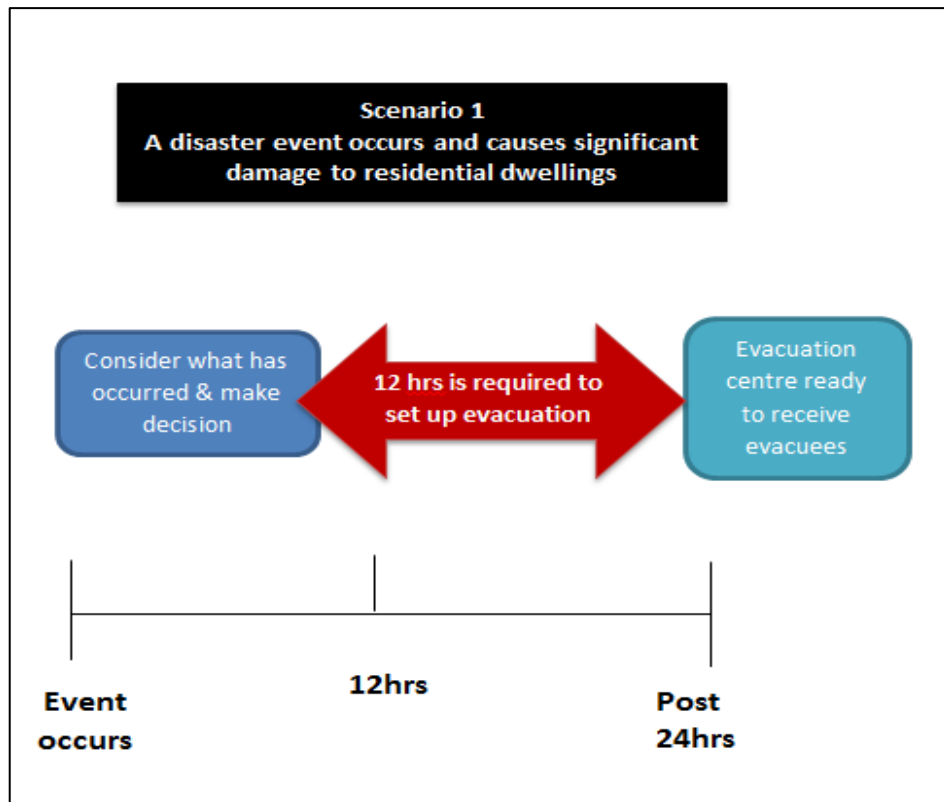 Scenario 1
A disaster event occurs and causes significant
damage to residential dwellings
Consider what has
occurred & make
decision
12 hrs is required to
set up evacuation
Evacuation
centre ready
to receive
evacuees
Event
occurs
12hrs
Post
24hrs